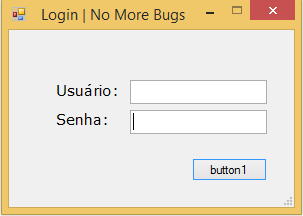 Login | No More Bugs
Usuário:
Senha:
button1